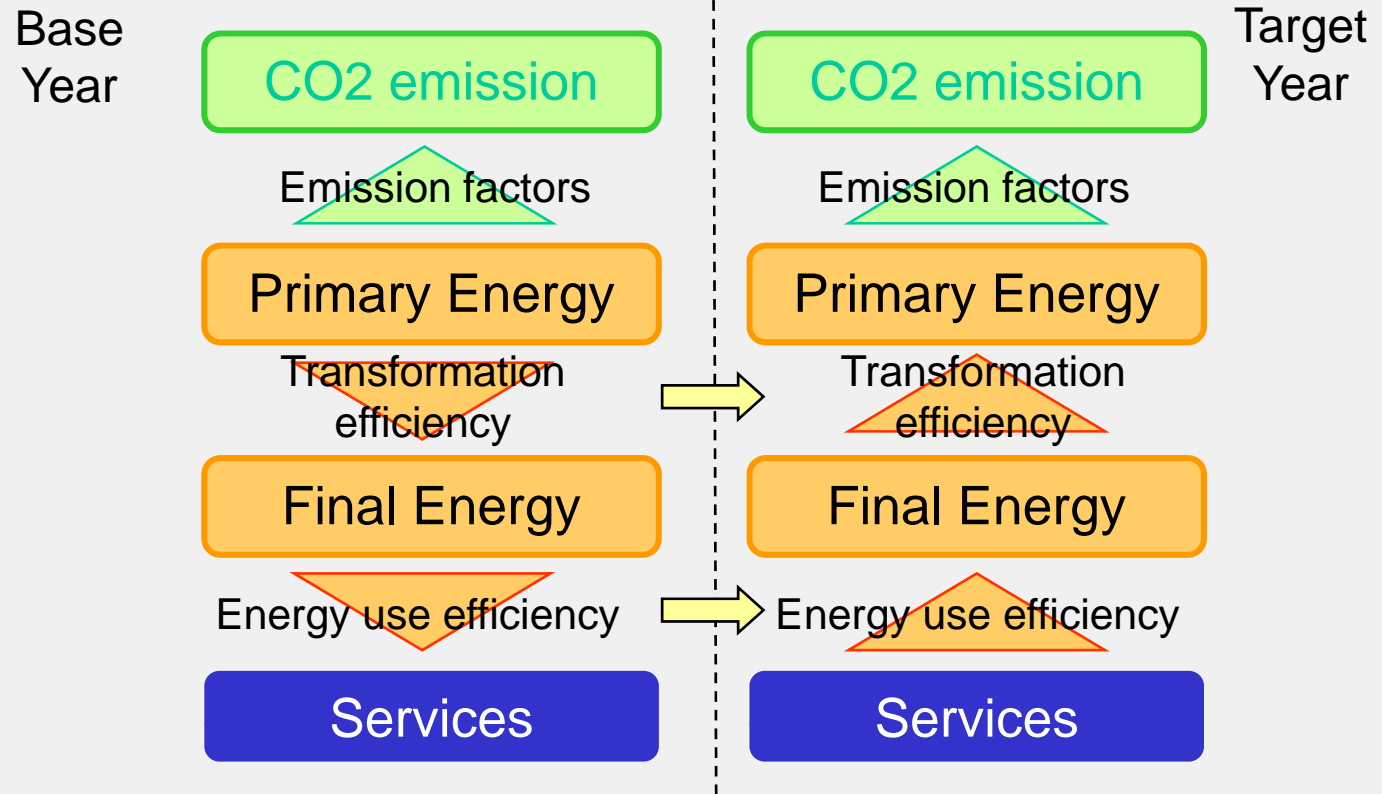 Base
Year
CO2 emission
Emission factors
Primary Energy
Transformation
efficiency
Final Energy
Energy use efficiency
Services
Target
Year
CO2 emission
Emission factors
Primary Energy
Transformation
efficiency
Final Energy
Energy use efficiency
Services